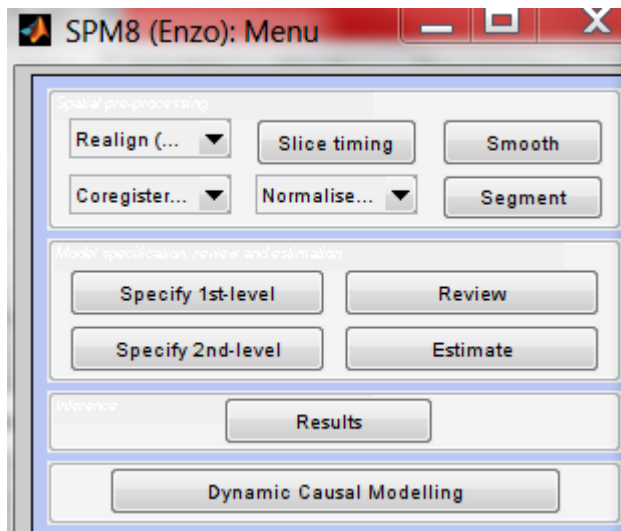 SPM8 (Enzo): Menu
Spatial pre-processing
Realign (... Slice timing Smooth
Coregister... Normalise... Segment
Model specification, review and estimation
Specify 1st-level Review
Specify 2nd-level Estimate
Inference
Results
Dynamic Causal Modelling